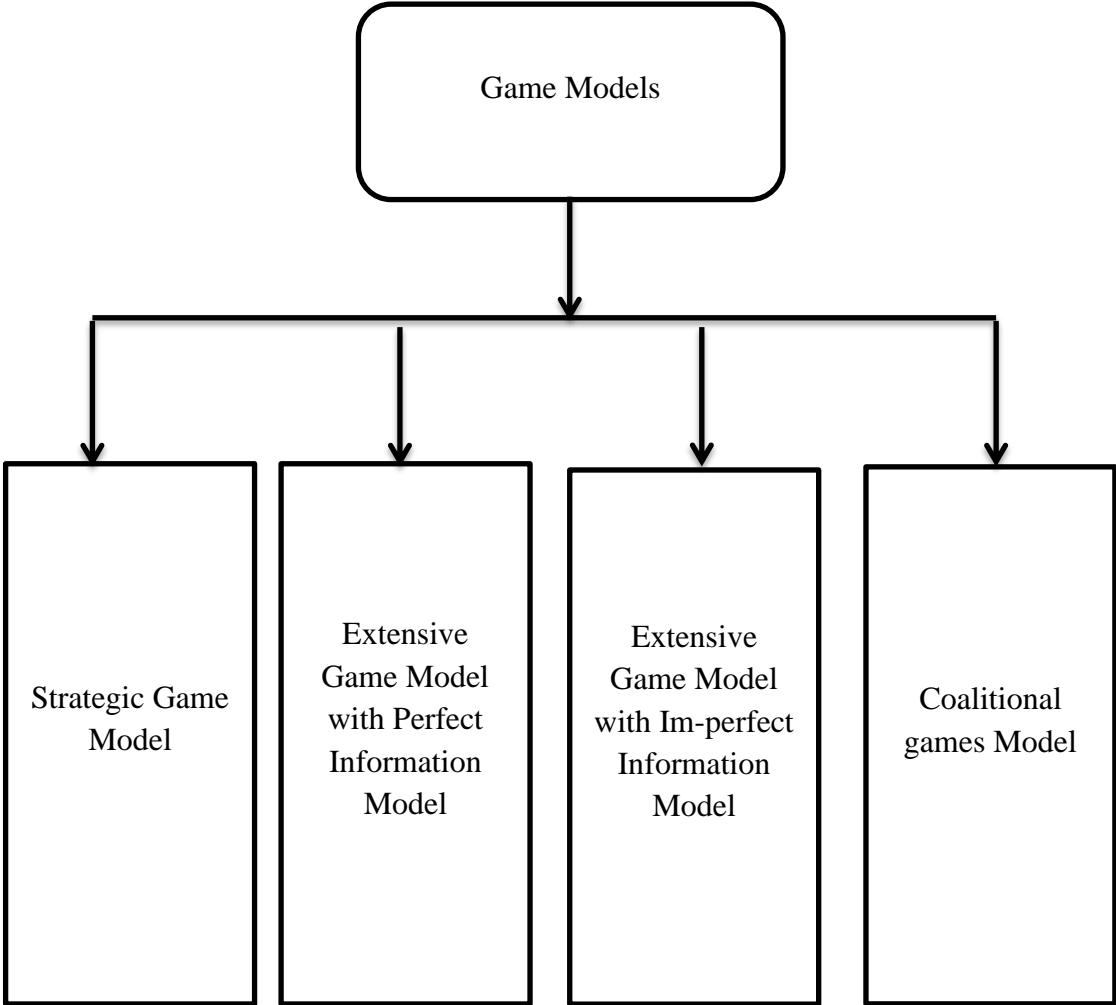 Game Models
Strategic Game
Model
Extensive
Game Model
with Perfect
Information
Model
Extensive
Game Model
with Im-perfect
Information
Model
Coalitional
games Model